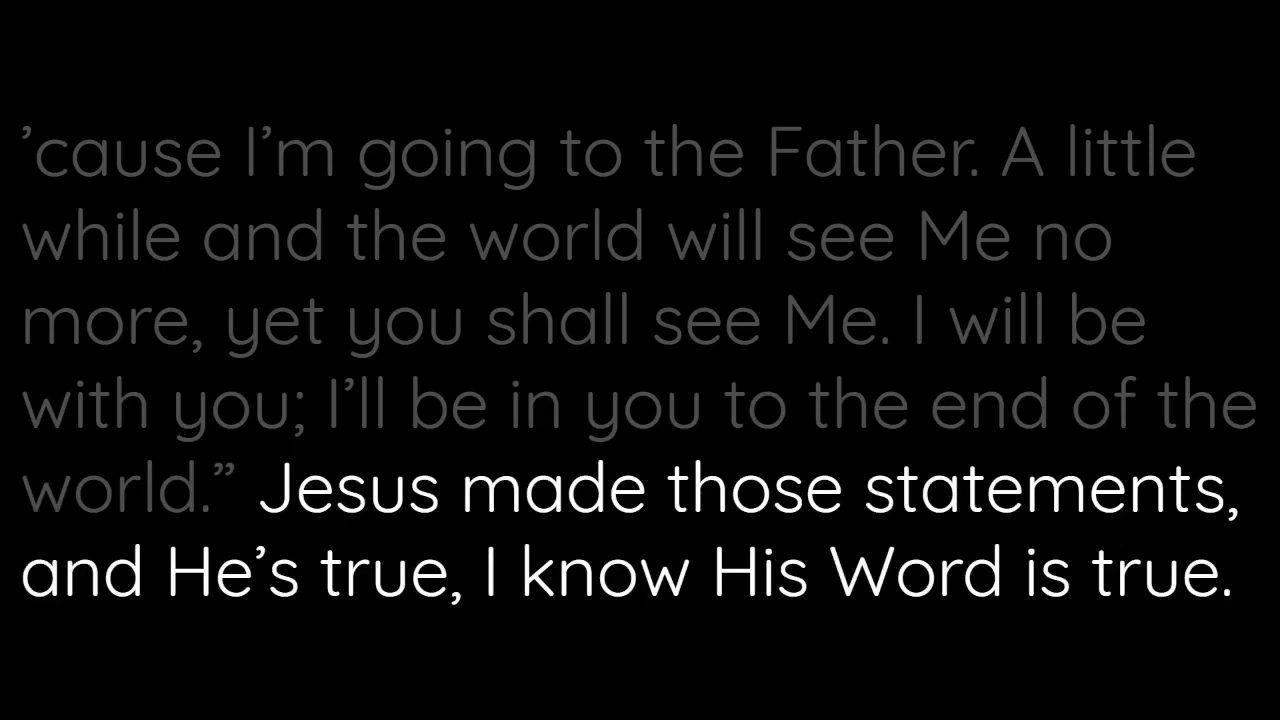 ’cause I’m going to the Father. A little
while and the world will see Me no
more, yet you shall see Me. I will be
with you; I’ll be in you to the end of the
world.” Jesus made those statements,
and He’s true, I know His Word is true.